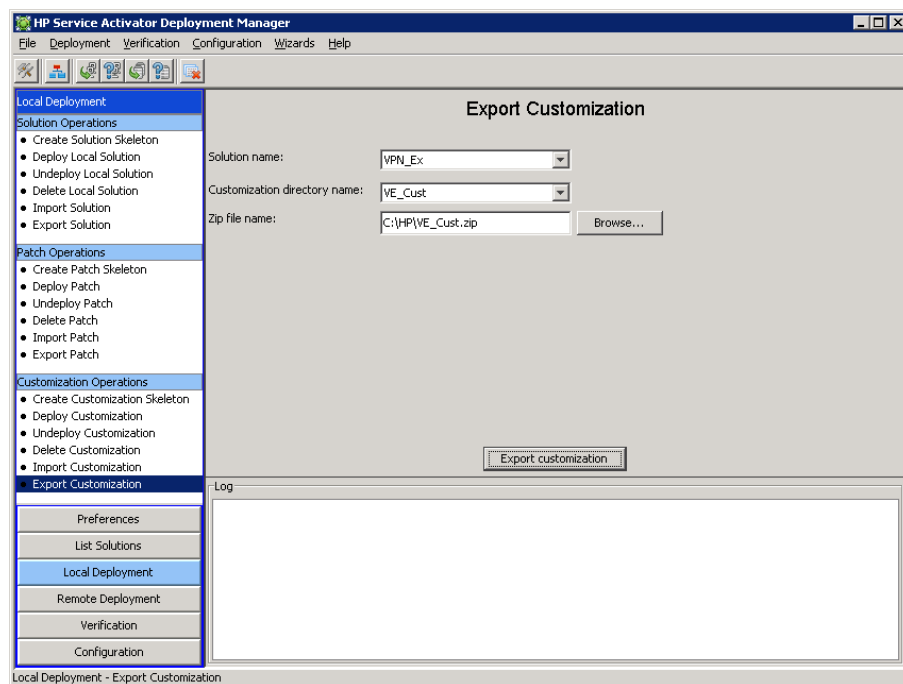 HP Service Activator Deployment Manager
File Deployment Verification Configuration Wizards Help
Local Deployment
Solution Operations
Create Solution Skeleton
Deploy Local Solution
Undeploy Local Solution
Delete Local Solution
Import Solution
Export Solution
Patch Operations
Create Patch Skeleton
Deploy Patch
Undeploy Patch
Delete Patch
Import Patch
Export Patch
Customization Operations
Create Customization Skeleton
Deploy Customization
Undeploy Customization
Delete Customization
Import Customization
Export Customization
Preferences
List Solutions
Local Deployment
Remote Deployment
Verification
Configuration
Export Customization
Solution name: VPN_Ex
Customization directory name: VE_Cust
Zip file name: C:\HP\VE_Cust.zip Browse...
Export customization
Log
Local Deployment - Export Customization